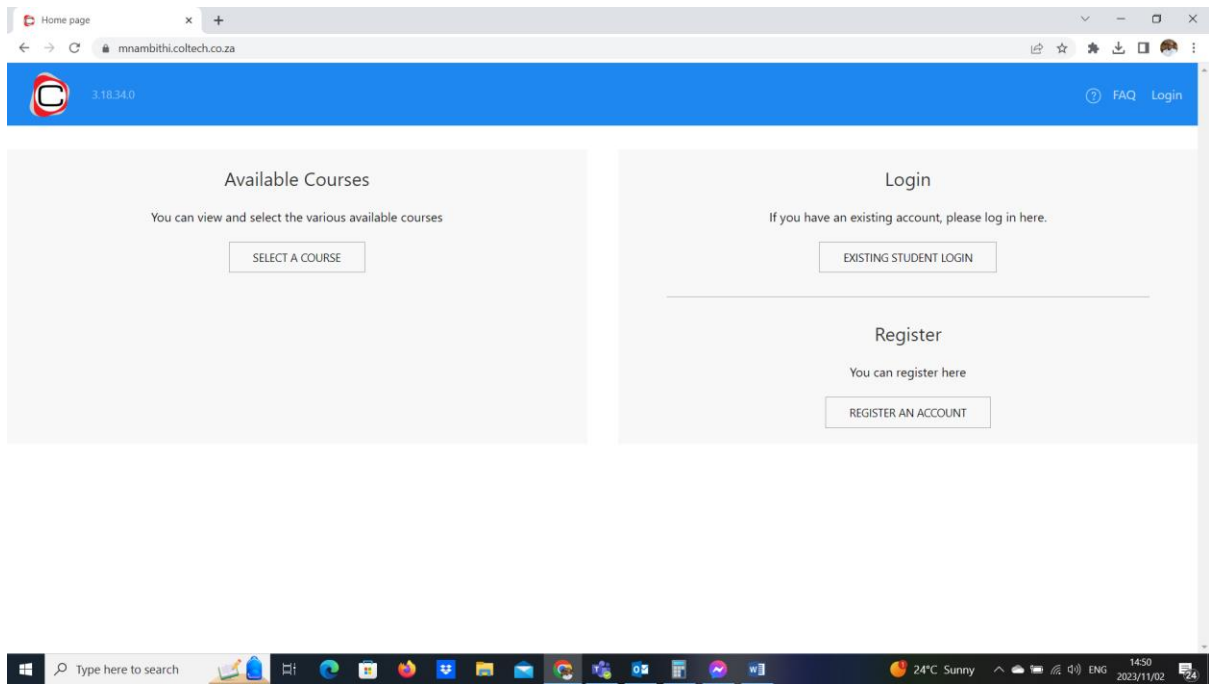 Home page
mnambithi.coltech.co.za
C
3.18.34.0
? FAQ Login
Available Courses
You can view and select the various available courses
SELECT A COURSE
Login
If you have an existing account, please log in here.
EXISTING STUDENT LOGIN
Register
You can register here
REGISTER AN ACCOUNT
Type here to search
24°C Sunny
ENG
14:50
2023/11/02
24